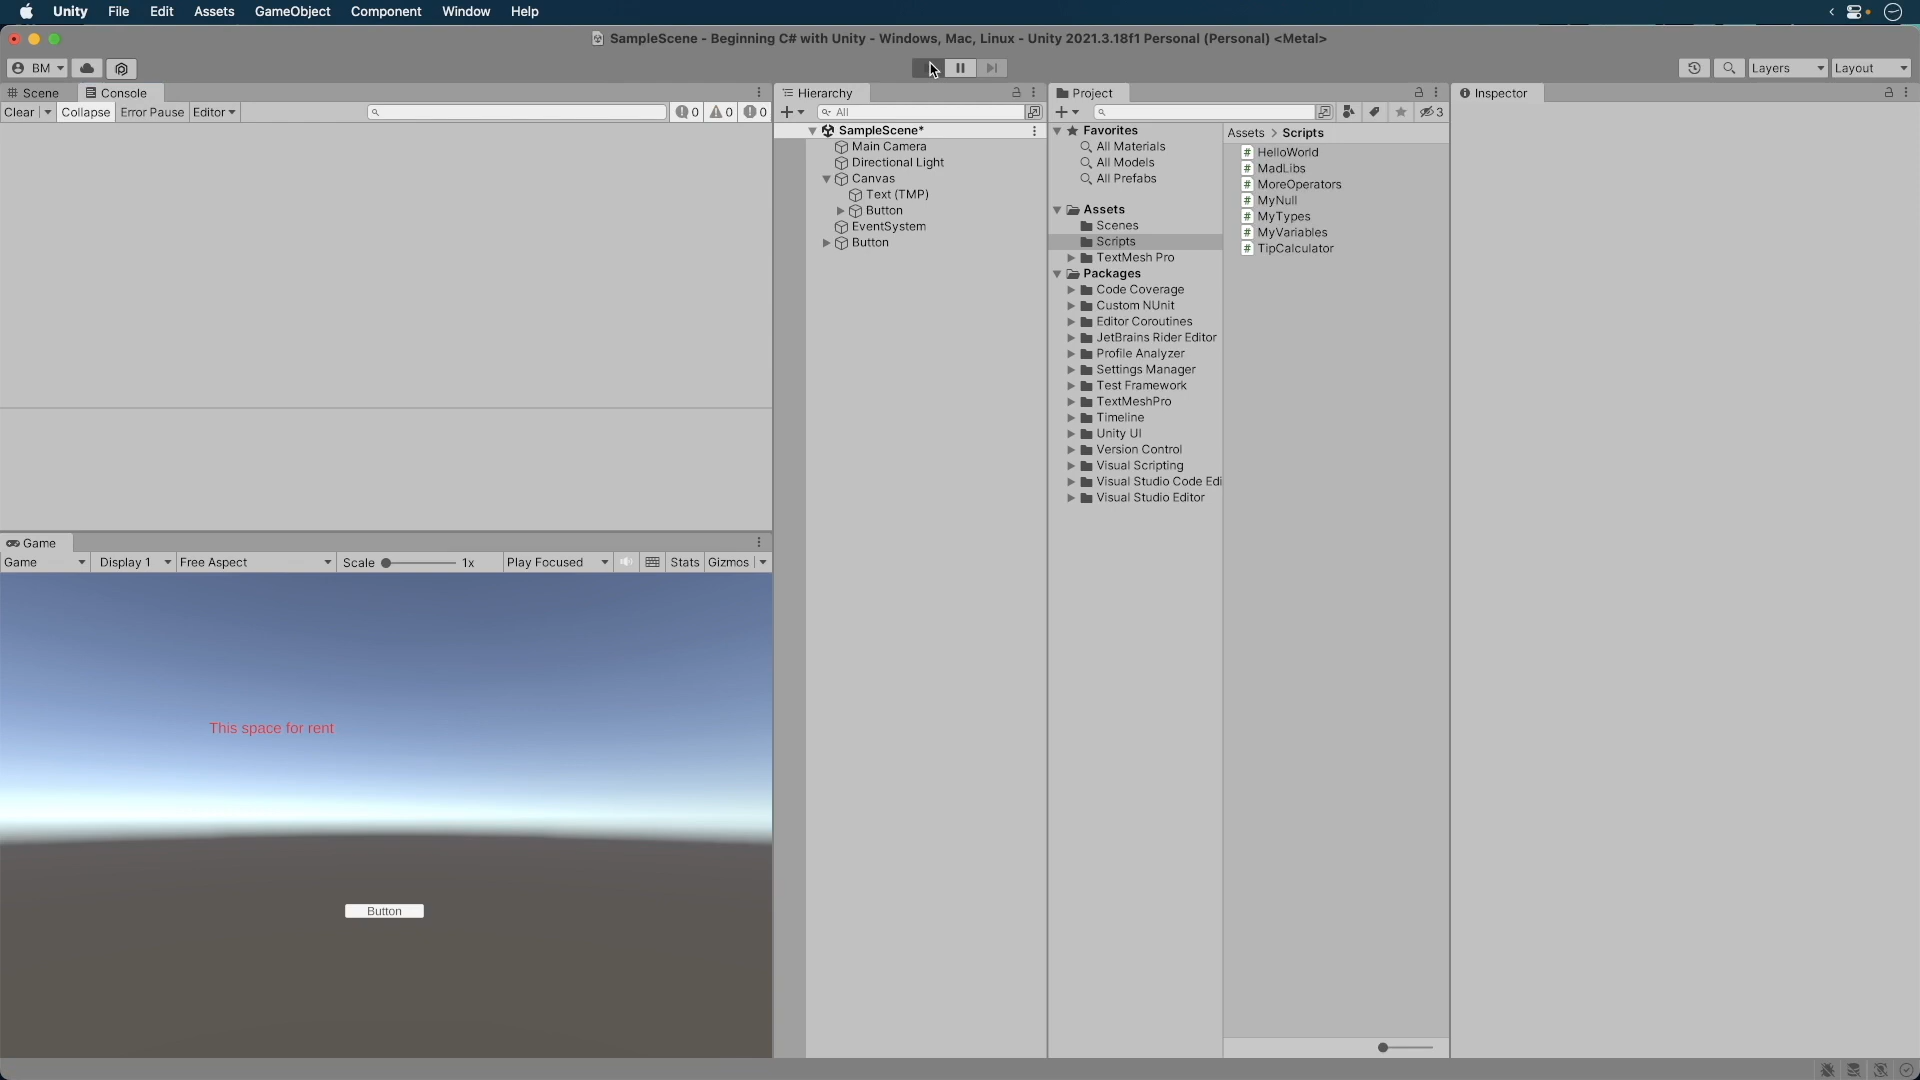 Unity File Edit Assets GameObject Component Window Help
SampleScene - Beginning C# with Unity - Windows, Mac, Linux - Unity 2021.3.18f1 Personal (Personal) <Metal>
BM
Layers
Layout
Scene
Console
Clear
Collapse
Error Pause
Editor
0
0
0
Hierarchy
All
SampleScene*
Main Camera
Directional Light
Canvas
Text (TMP)
Button
EventSystem
Button
Project
3
Favorites
All Materials
All Models
All Prefabs
Assets
Scenes
Scripts
TextMesh Pro
Packages
Code Coverage
Custom NUnit
Editor Coroutines
JetBrains Rider Editor
Profile Analyzer
Settings Manager
Test Framework
TextMeshPro
Timeline
Unity UI
Version Control
Visual Scripting
Visual Studio Code Edi
Visual Studio Editor
Assets > Scripts
HelloWorld
MadLibs
MoreOperators
MyNull
MyTypes
MyVariables
TipCalculator
Inspector
Game
Game
Display 1
Free Aspect
Scale
1x
Play Focused
Stats
Gizmos
This space for rent
Button